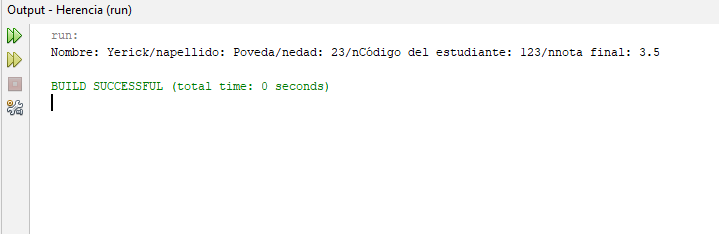 Output - Herencia (run)
run:
Nombre: Yerick/napellido: Poveda/nedad: 23/nCódigo del estudiante: 123/nnota final: 3.5
BUILD SUCCESSFUL (total time: 0 seconds)